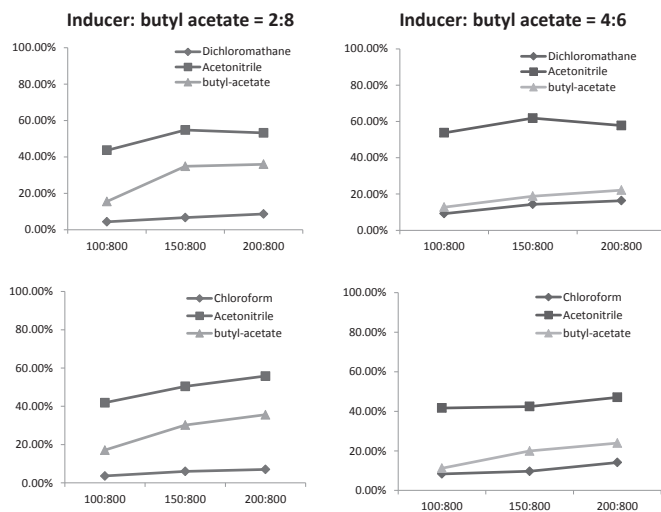 Inducer: butyl acetate = 2:8
100.00%
80.00%
60.00%
40.00%
20.00%
0.00%
Dichloromathane
Acetonitrile
butyl-acetate
100:800 150:800 200:800
Inducer: butyl acetate = 4:6
100.00%
80.00%
60.00%
40.00%
20.00%
0.00%
Dichloromathane
Acetonitrile
butyl-acetate
100:800 150:800 200:800
100.00%
80.00%
60.00%
40.00%
20.00%
0.00%
Chloroform
Acetonitrile
butyl-acetate
100:800 150:800 200:800
100.00%
80.00%
60.00%
40.00%
20.00%
0.00%
Chloroform
Acetonitrile
butyl-acetate
100:800 150:800 200:800